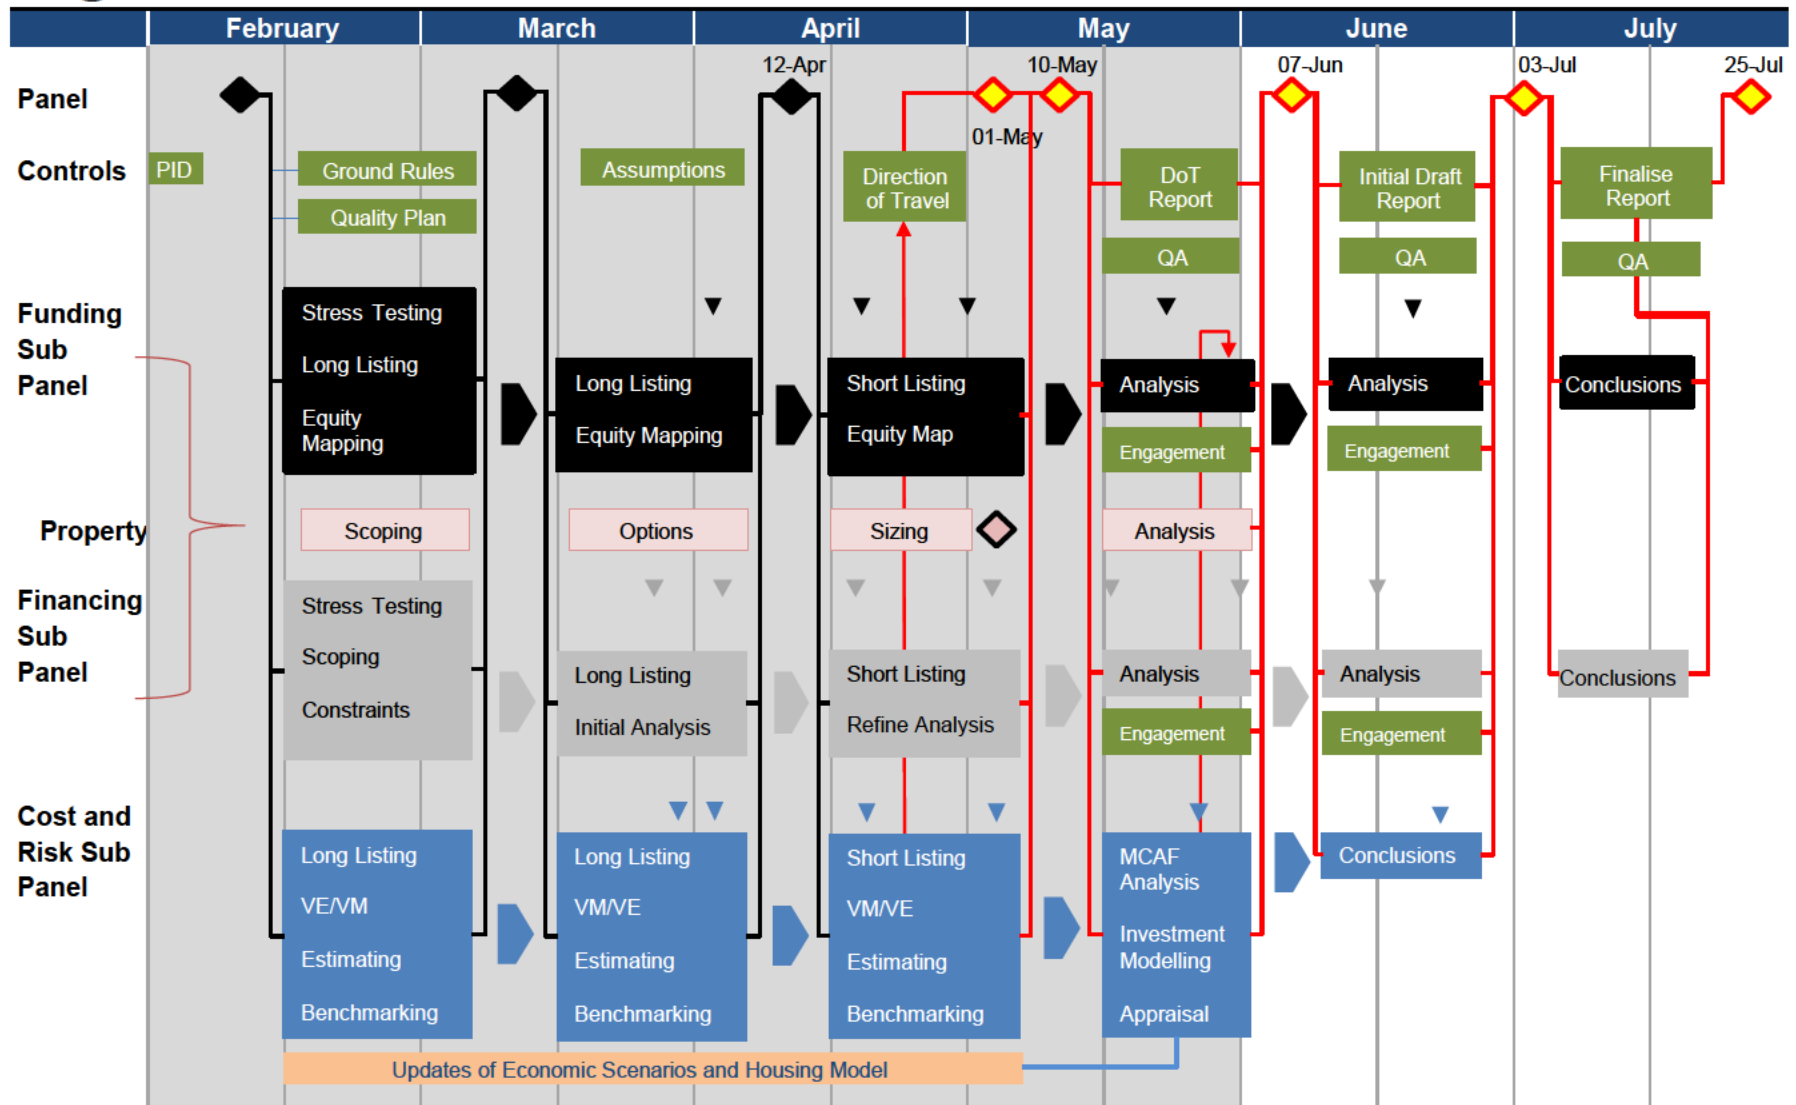 February March April May June July
12-Apr 10-May 07-Jun 03-Jul 25-Jul
Panel
01-May
Controls
PID
Ground Rules
Quality Plan
Assumptions
Direction
of Travel
DoT
Report
Initial Draft
Report
Finalise
Report
QA
QA
QA
Funding
Sub
Panel
Stress Testing
Long Listing
Equity
Mapping
Long Listing
Equity Mapping
Short Listing
Equity Map
Analysis
Engagement
Analysis
Engagement
Conclusions
Property
Scoping
Options
Sizing
Analysis
Financing
Sub
Panel
Stress Testing
Scoping
Constraints
Long Listing
Initial Analysis
Short Listing
Refine Analysis
Analysis
Engagement
Analysis
Engagement
Conclusions
Cost and
Risk Sub
Panel
Long Listing
VE/VM
Estimating
Benchmarking
Long Listing
VM/VE
Estimating
Benchmarking
Short Listing
VM/VE
Estimating
Benchmarking
MCAF
Analysis
Investment
Modelling
Appraisal
Conclusions
Updates of Economic Scenarios and Housing Model